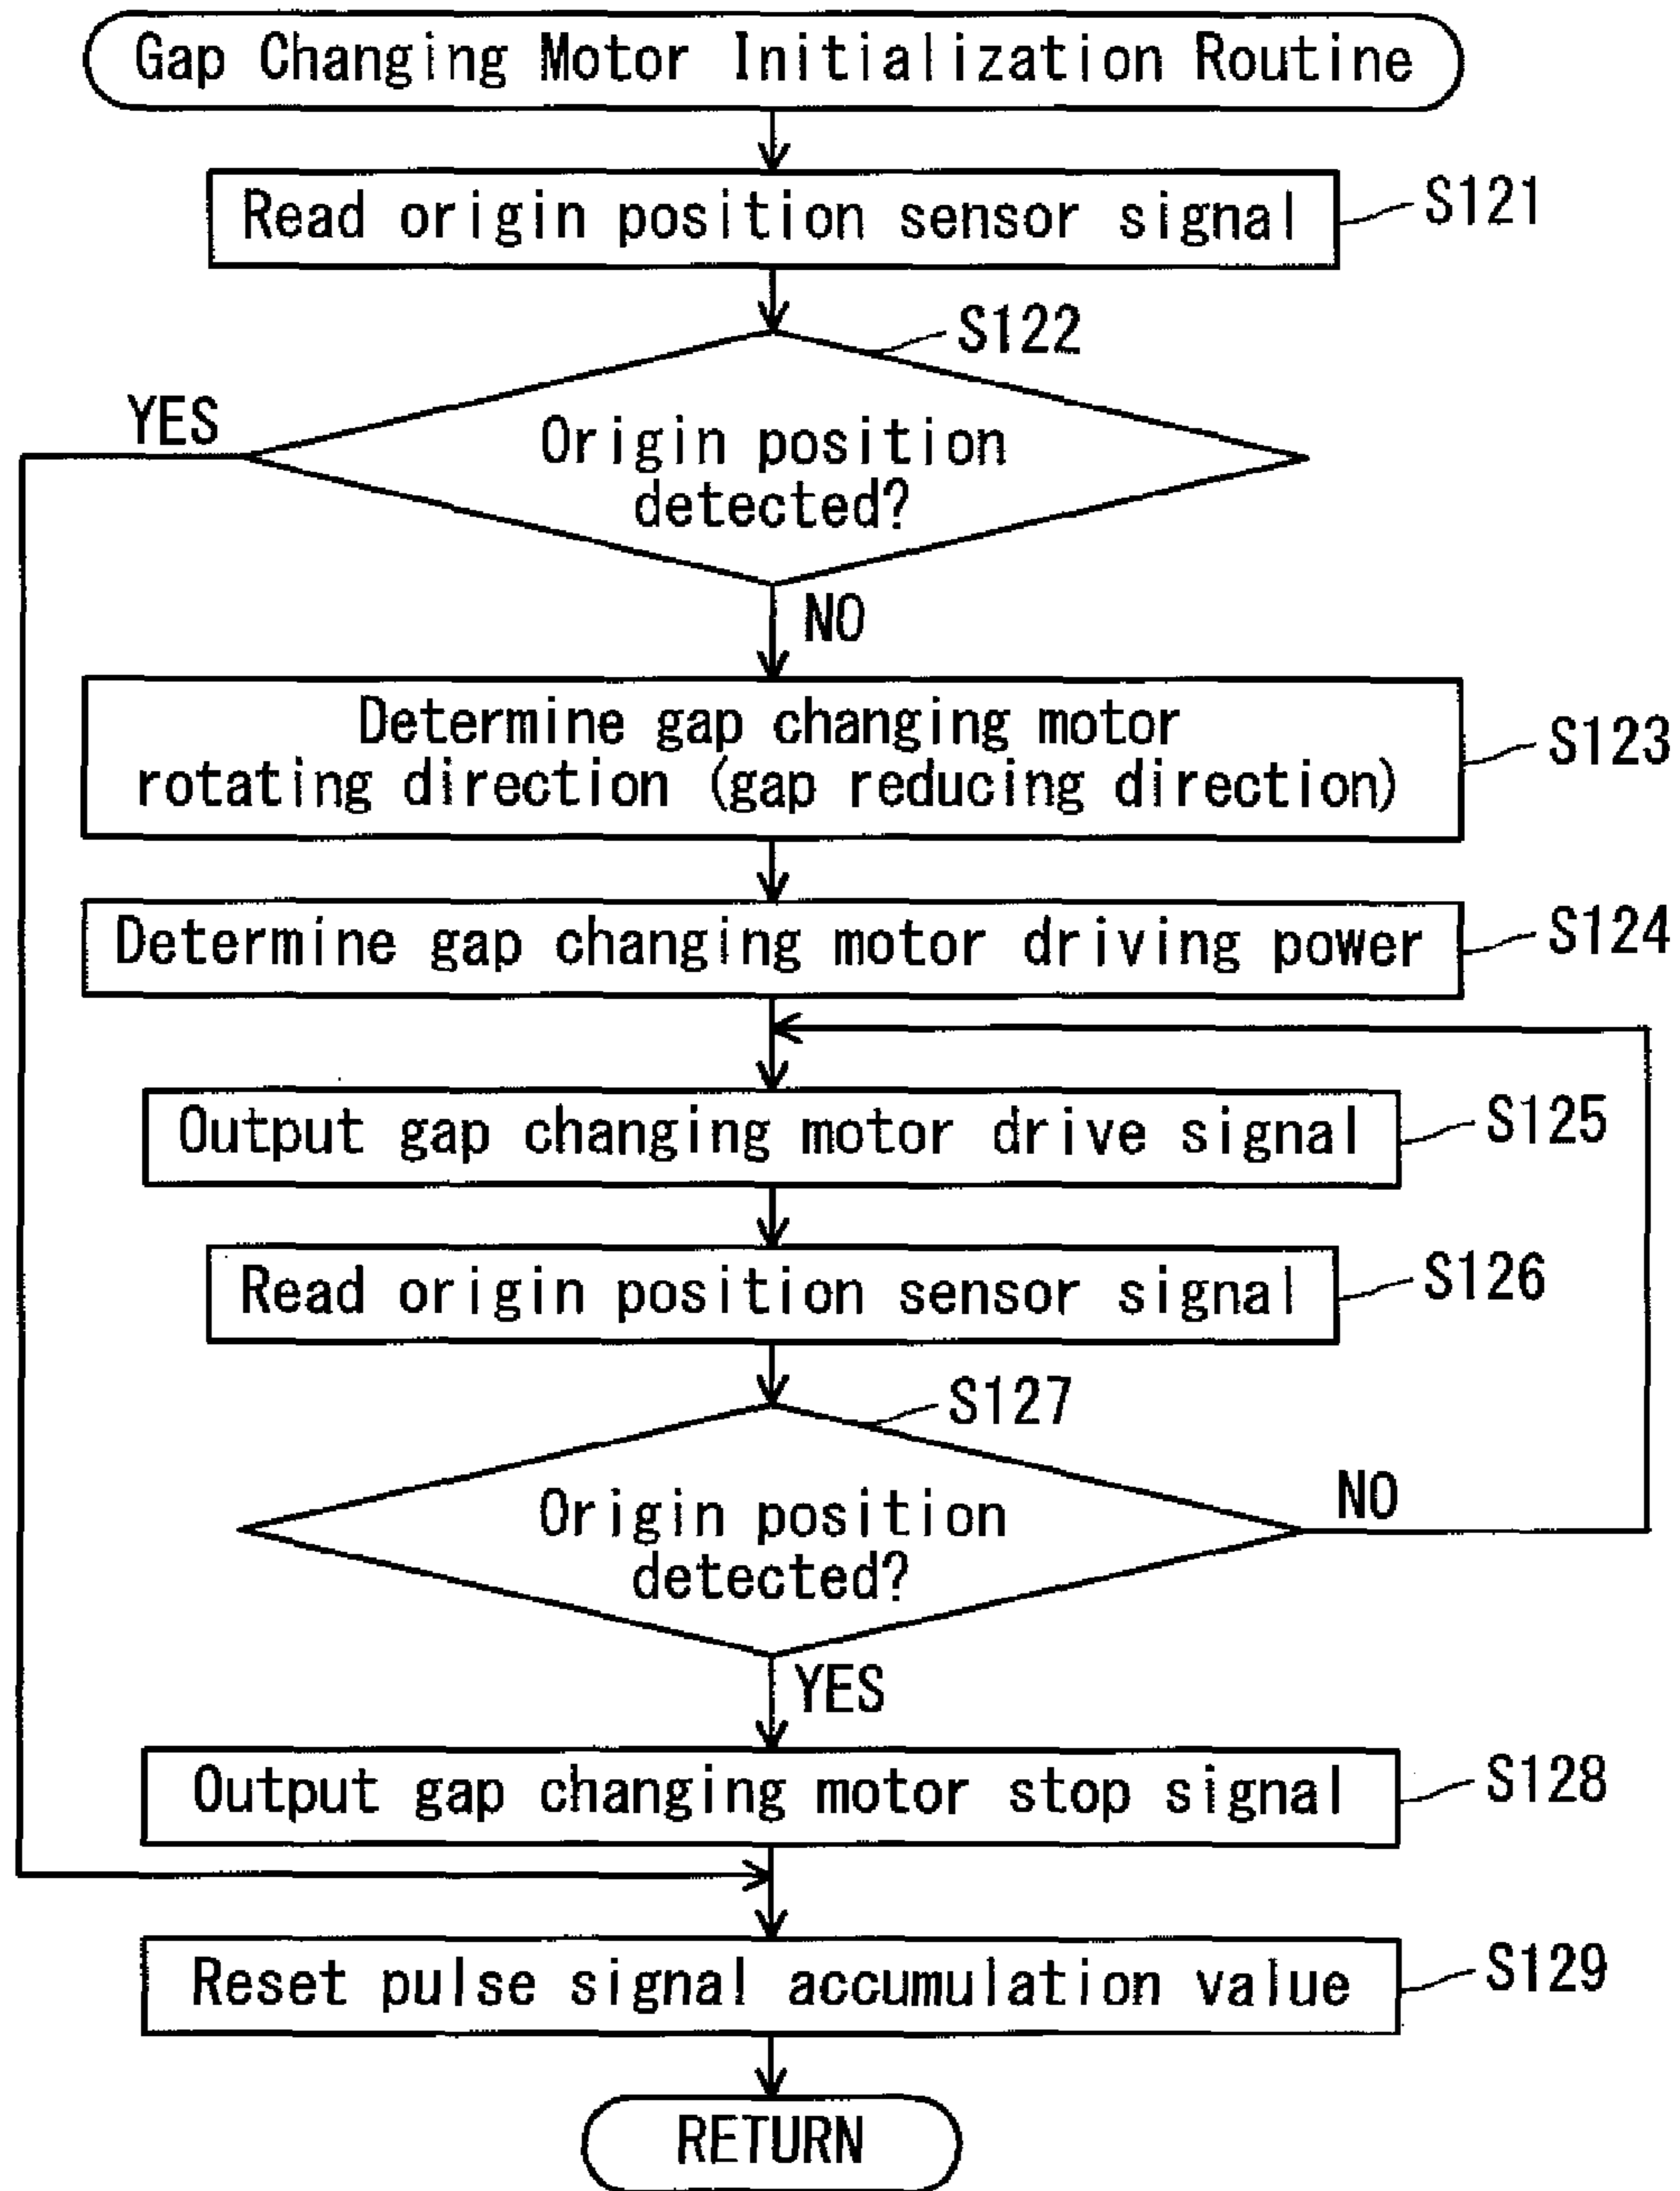 Gap Changing Motor Initialization Routine
Read origin position sensor signal
S121
S122
YES
Origin position
detected?
NO
Determine gap changing motor
rotating direction (gap reducing direction)
S123
Determine gap changing motor driving power
S124
Output gap changing motor drive signal
S125
Read origin position sensor signal
S126
S127
Origin position
detected?
NO
YES
Output gap changing motor stop signal
S128
Reset pulse signal accumulation value
S129
RETURN